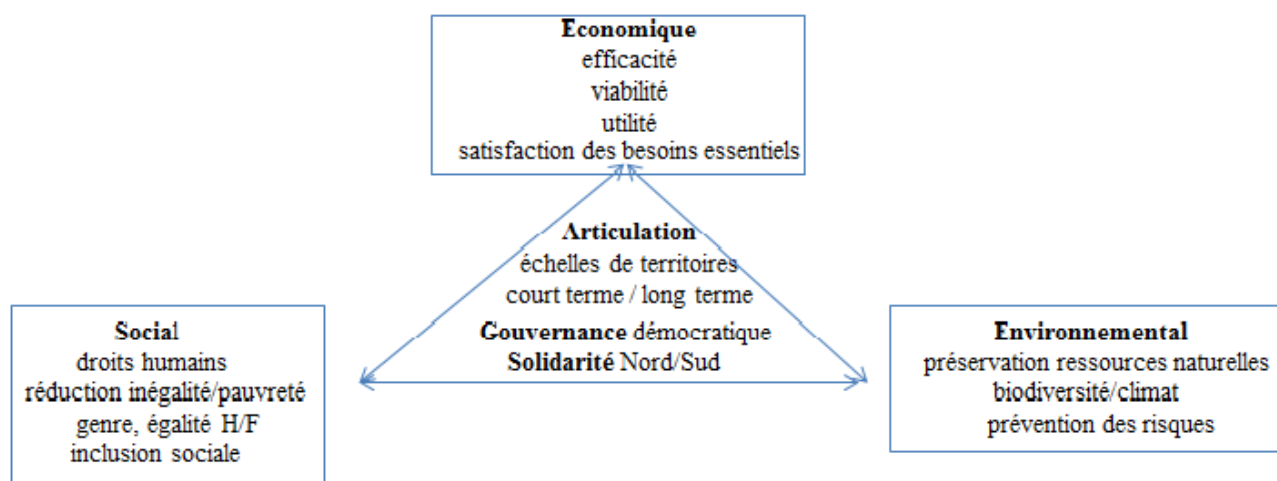 Economique
efficacité
viabilité
utilité
satisfaction des besoins essentiels
Articulation
échelles de territoires
court terme / long terme
Gouvernance démocratique
Solidarité Nord/Sud
Social
droits humains
réduction inégalité/pauvreté
genre, égalité H/F
inclusion sociale
Environnemental
préservation ressources naturelles
biodiversité/climat
prévention des risques